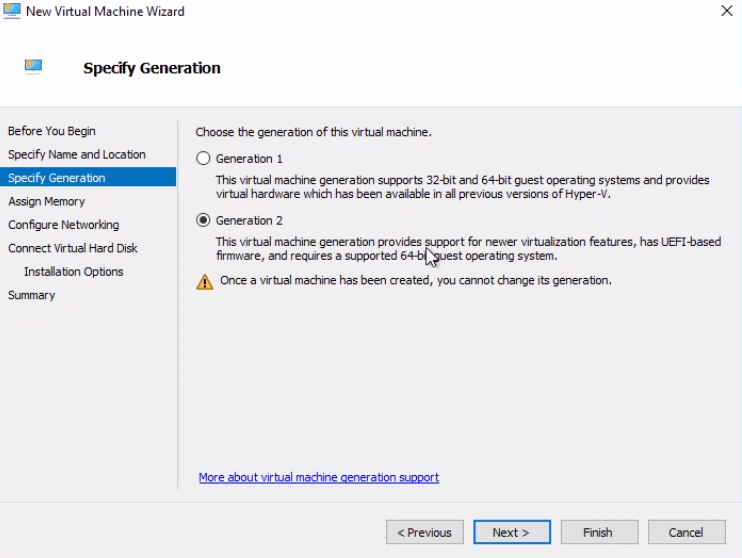 New Virtual Machine Wizard
Specify Generation
Before You Begin
Specify Name and Location
Specify Generation
Assign Memory
Configure Networking
Connect Virtual Hard Disk
Installation Options
Summary
Choose the generation of this virtual machine.
Generation 1
This virtual machine generation supports 32-bit and 64-bit guest operating systems and provides
virtual hardware which has been available in all previous versions of Hyper-V.
Generation 2
This virtual machine generation provides support for newer virtualization features, has UEFI-based
firmware, and requires a supported 64-bit guest operating system.
Once a virtual machine has been created, you cannot change its generation.
More about virtual machine generation support
< Previous
Next >
Finish
Cancel